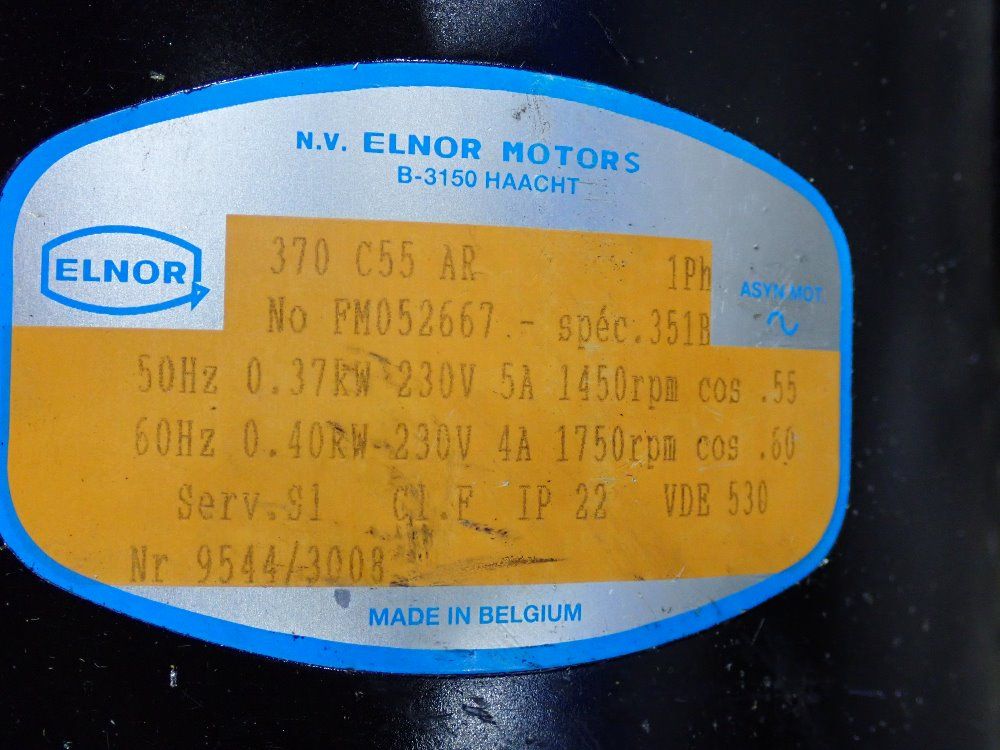 N.V. ELNOR MOTORS
B-3150 HAACHT
ELNOR
370 C55 AR 1Ph
ASYN.MOT.
No FM052667 - spéc.351B
50Hz 0.37KW 230V 5A 1450rpm cos .55
60Hz 0.40KW 230V 4A 1750rpm cos .60
Serv.S1 Cl.F IP 22 VDE 530
Nr 9544/3008
MADE IN BELGIUM